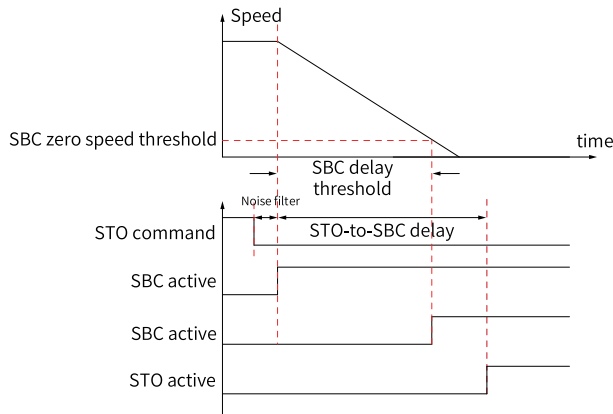 Speed
SBC zero speed threshold
time
SBC delay
threshold
Noise filter
STO command
STO-to-SBC delay
SBC active
SBC active
STO active